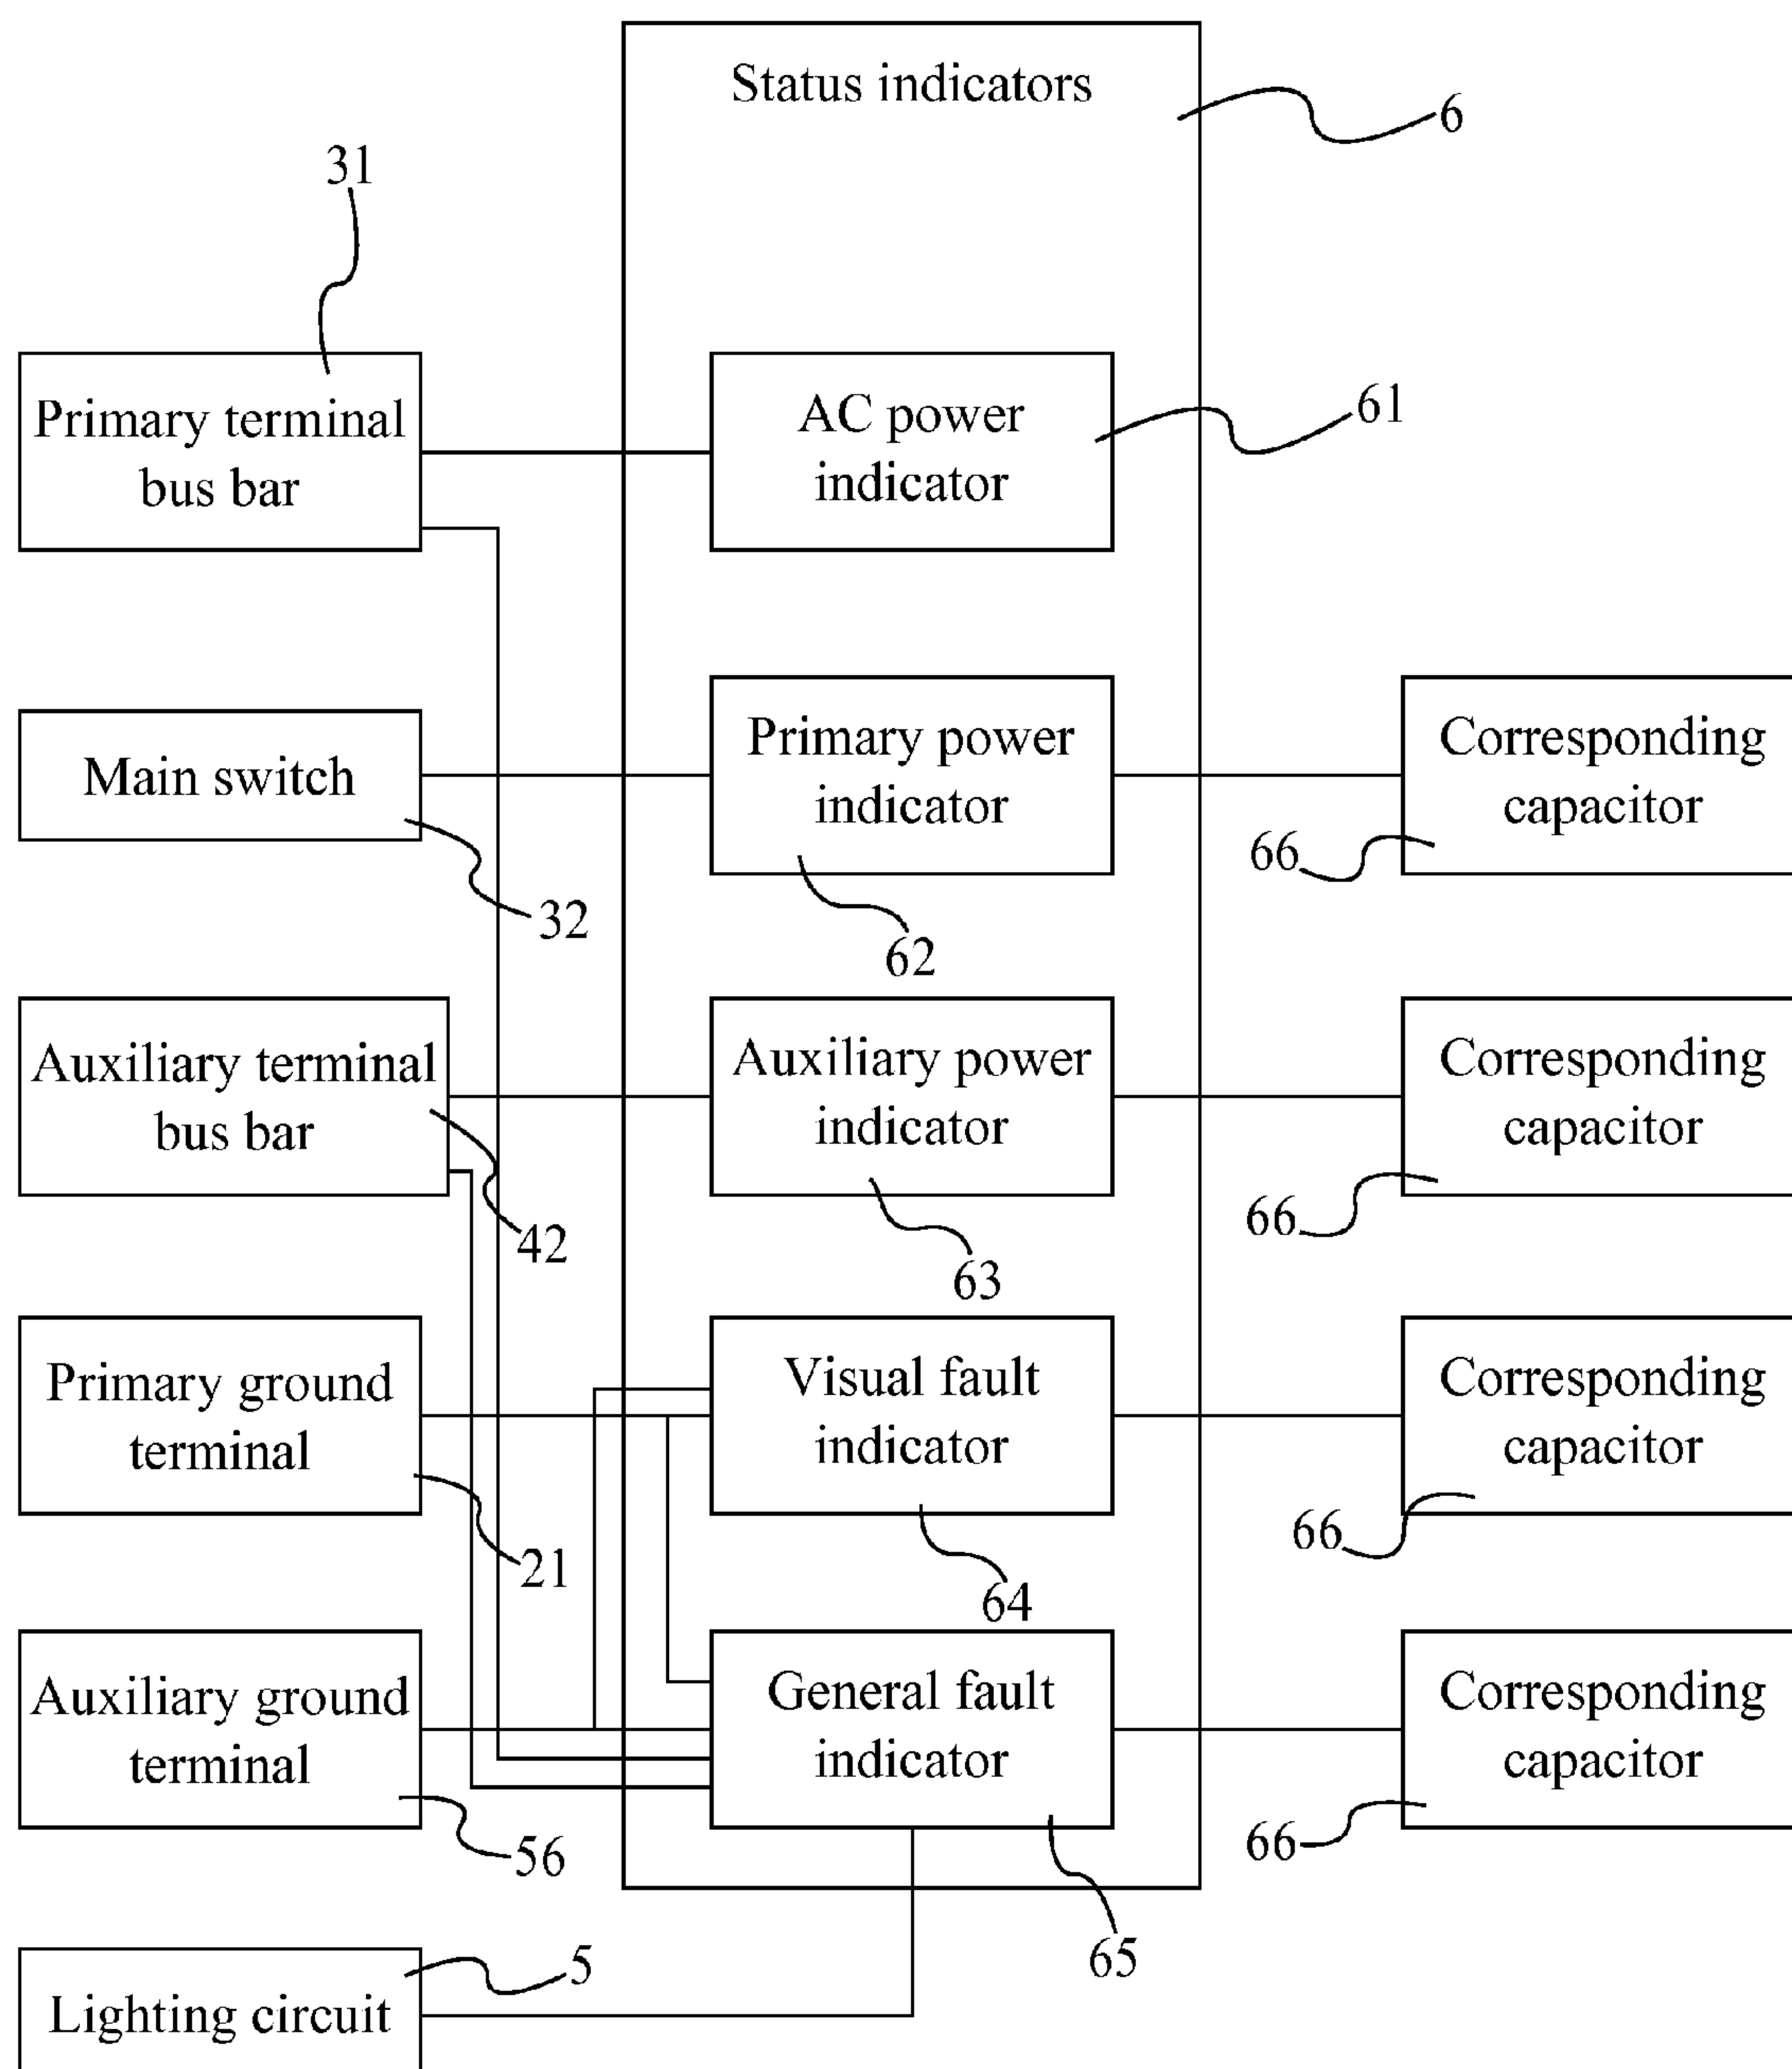 Status indicators
6
31
Primary terminal
bus bar
AC power
indicator
61
Main switch
32
Primary power
indicator
62
Corresponding
capacitor
66
Auxiliary terminal
bus bar
42
Auxiliary power
indicator
63
Corresponding
capacitor
66
Primary ground
terminal
21
Visual fault
indicator
64
Corresponding
capacitor
66
Auxiliary ground
terminal
56
General fault
indicator
65
Corresponding
capacitor
66
Lighting circuit
5